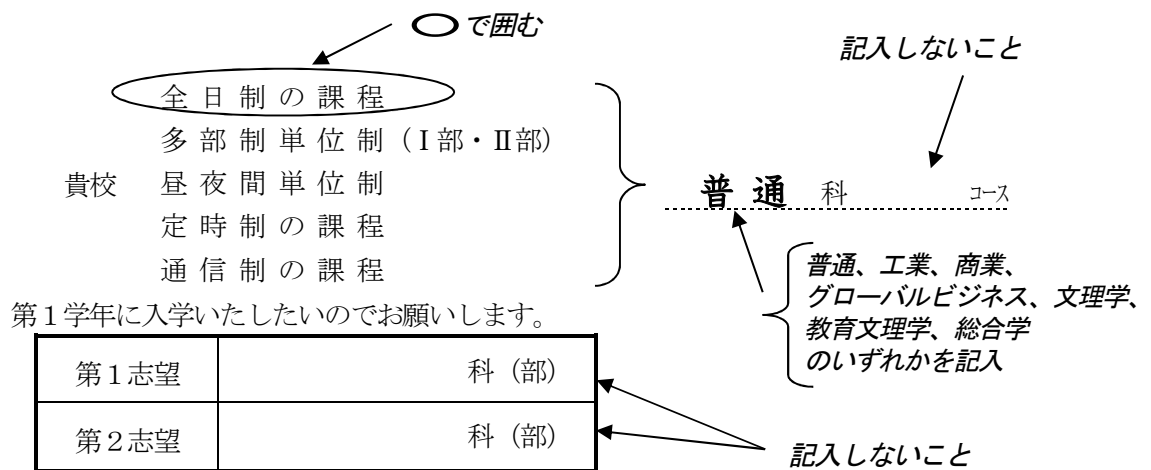 ◯で囲む
記入しないこと
全日制の課程
多部制単位制(Ⅰ部・Ⅱ部)
貴校 昼夜間単位制
普通 科 コース
定時制の課程
通信制の課程
普通、工業、商業、
グローバルビジネス、文理学、
教育文理学、総合学
のいずれかを記入
第1学年に入学いたしたいのでお願いします。
第1志望 科(部)
第2志望 科(部)
記入しないこと